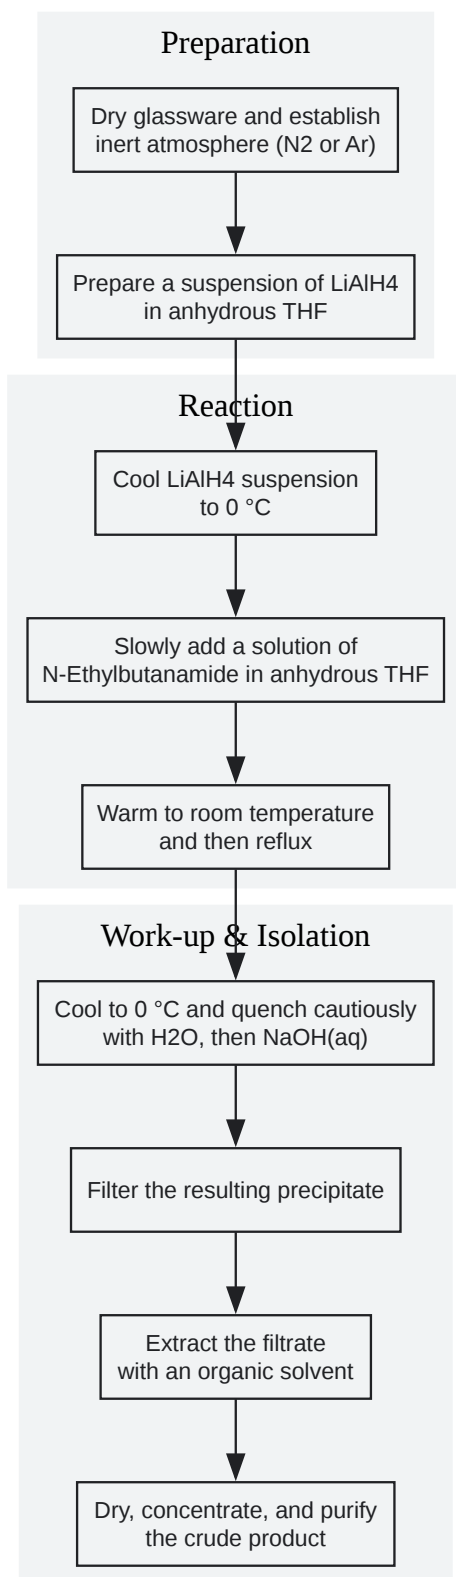 Preparation
Dry glassware and establish
inert atmosphere (N2 or Ar)
Prepare a suspension of LiAlH4
in anhydrous THF
Reaction
Cool LiAlH4 suspension
to 0 °C
Slowly add a solution of
N-Ethylbutanamide in anhydrous THF
Warm to room temperature
and then reflux
Work-up & Isolation
Cool to 0 °C and quench cautiously
with H2O, then NaOH(aq)
Filter the resulting precipitate
Extract the filtrate
with an organic solvent
Dry, concentrate, and purify
the crude product